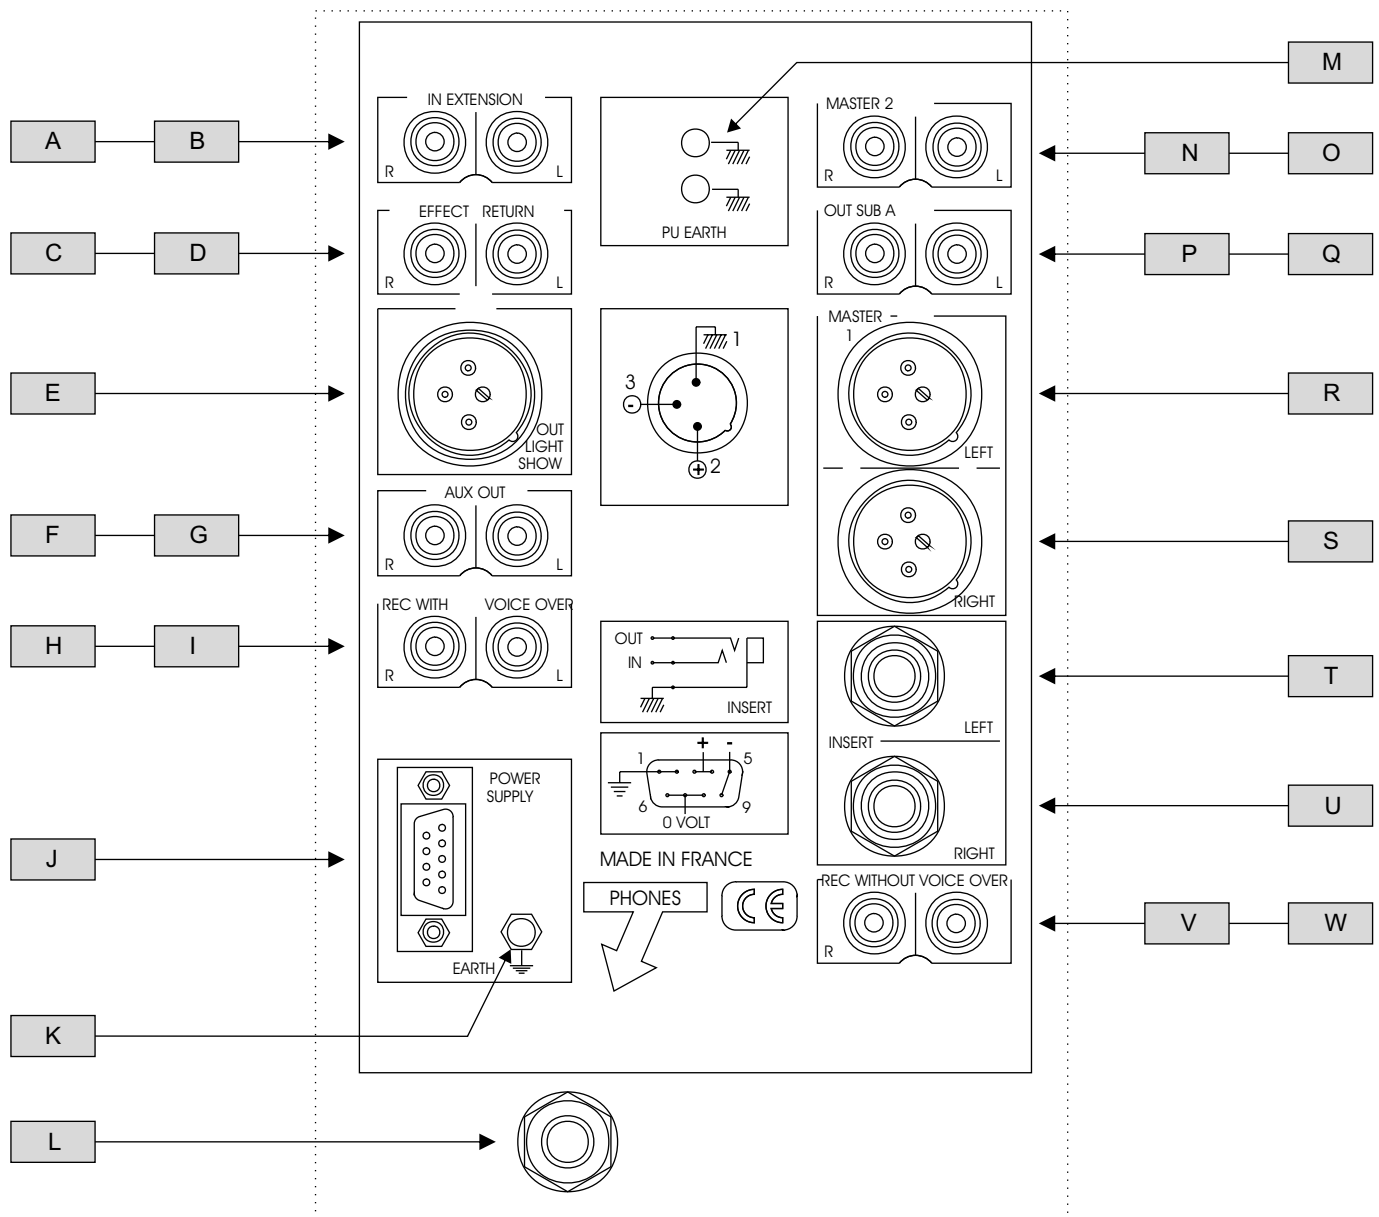 M
IN EXTENSION
R
L
A
B
PU EARTH
MASTER 2
R
L
N
O
EFFECT RETURN
R
L
C
D
OUT SUB A
R
L
P
Q
OUT
LIGHT
SHOW
E
1
3
-
+
2
MASTER -
1
LEFT
R
RIGHT
S
AUX OUT
R
L
F
G
REC WITH VOICE OVER
R
L
H
I
OUT
IN
INSERT
LEFT
T
INSERT
RIGHT
U
POWER
SUPPLY
J
EARTH
K
+ -
1
5
6
9
0 VOLT
MADE IN FRANCE
PHONES
CE
REC WITHOUT VOICE OVER
R
V
W
L